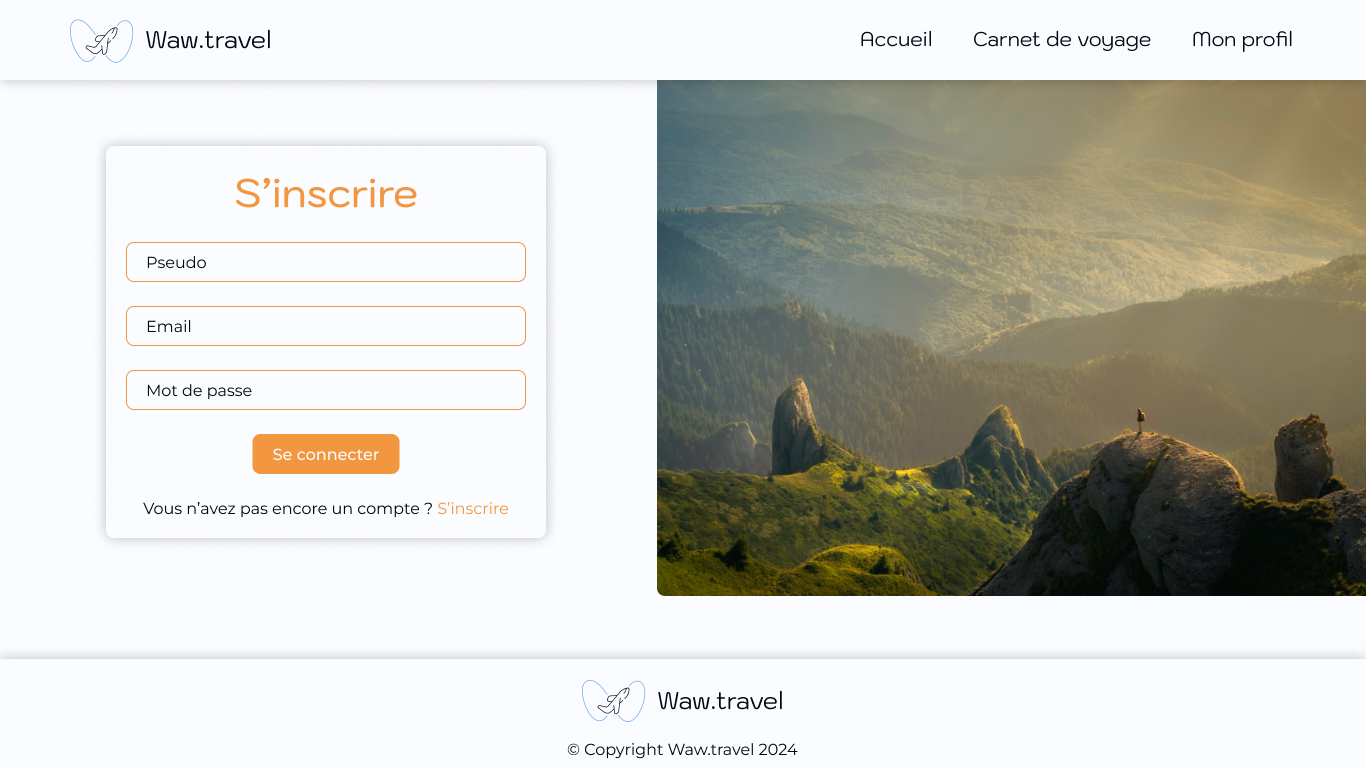 Waw.travel
Accueil Carnet de voyage Mon profil
S’inscrire
Pseudo
Email
Mot de passe
Se connecter
Vous n’avez pas encore un compte ? S’inscrire
Waw.travel
© Copyright Waw.travel 2024